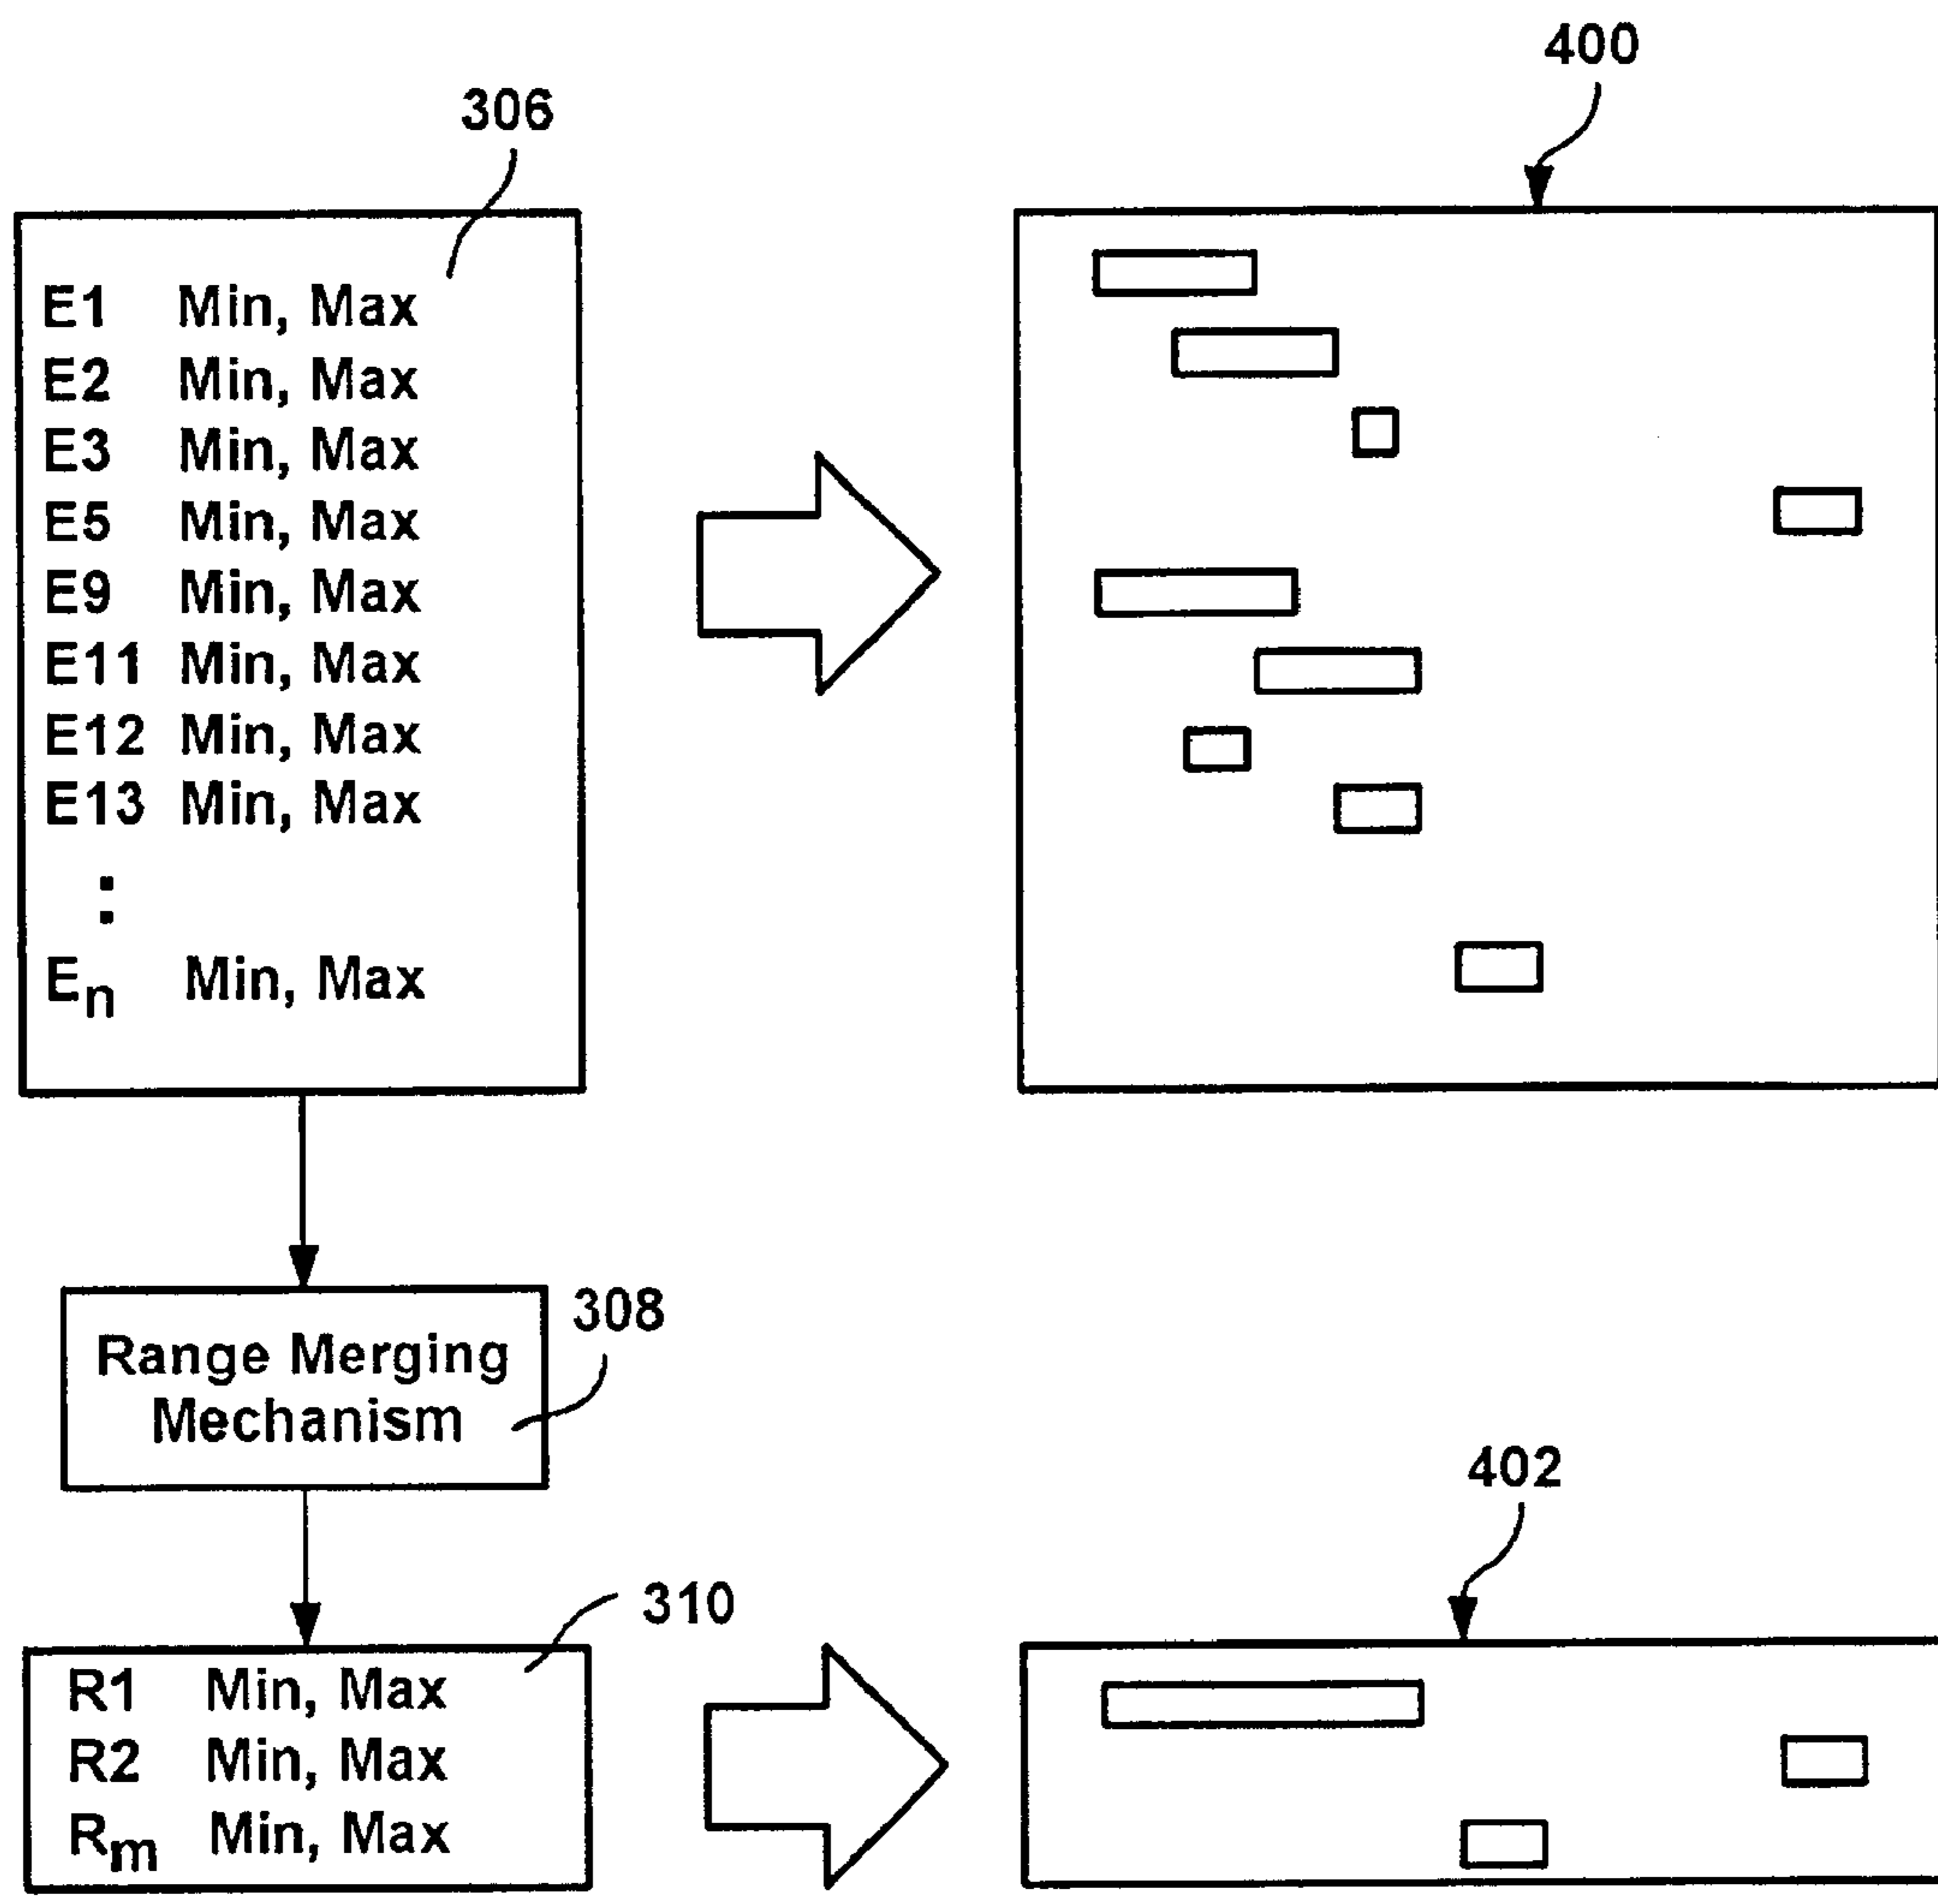 400
306
E1 Min, Max
E2 Min, Max
E3 Min, Max
E5 Min, Max
E9 Min, Max
E11 Min, Max
E12 Min, Max
E13 Min, Max
:
En Min, Max
308
Range Merging
Mechanism
402
310
R1 Min, Max
R2 Min, Max
Rm Min, Max